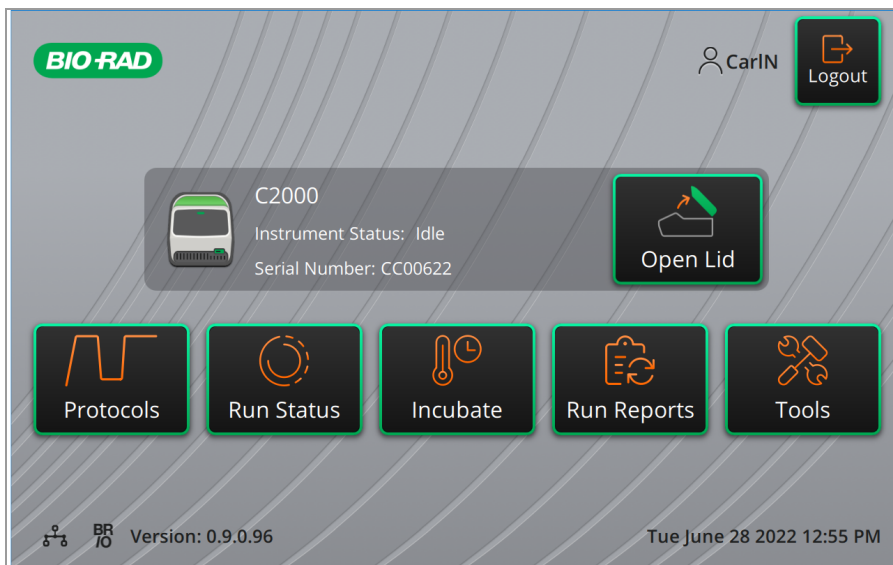 BIO-RAD
CarlN
Logout
C2000
Instrument Status: Idle
Serial Number: CC00622
Open Lid
Protocols
Run Status
Incubate
Run Reports
Tools
BR
IO
Version: 0.9.0.96
Tue June 28 2022 12:55 PM